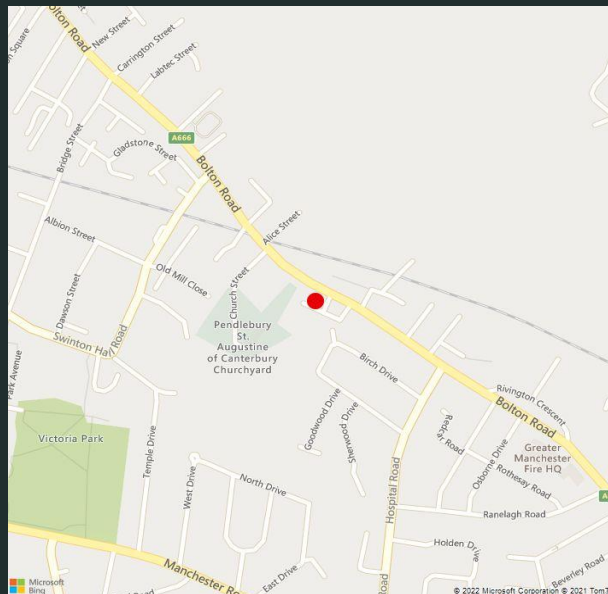 Bolton Road
New Street
Carrington Street
Labtec Street
A666
Bridge Street
Gladstone Street
Bolton Road
Albion Street
Alice Street
Old Mill Close
Church Street
Dawson Street
Swinton Hall Road
Pendlebury
St.
Augustine
of Canterbury
Churchyard
Park Avenue
Birch Drive
Rivington Crescent
Bolton Road
Victoria Park
Temple Drive
Goodwood Drive
Sherwood Drive
Redcar Road
Osborne Drive
Rothesay Road
Greater
Manchester
Fire HQ
West Drive
North Drive
Hospital Road
Ranelagh Road
Holden Drive
Manchester
East Drive
Road
Beverley Road
Microsoft
Bing
© 2022 Microsoft Corporation © 2021 TomT